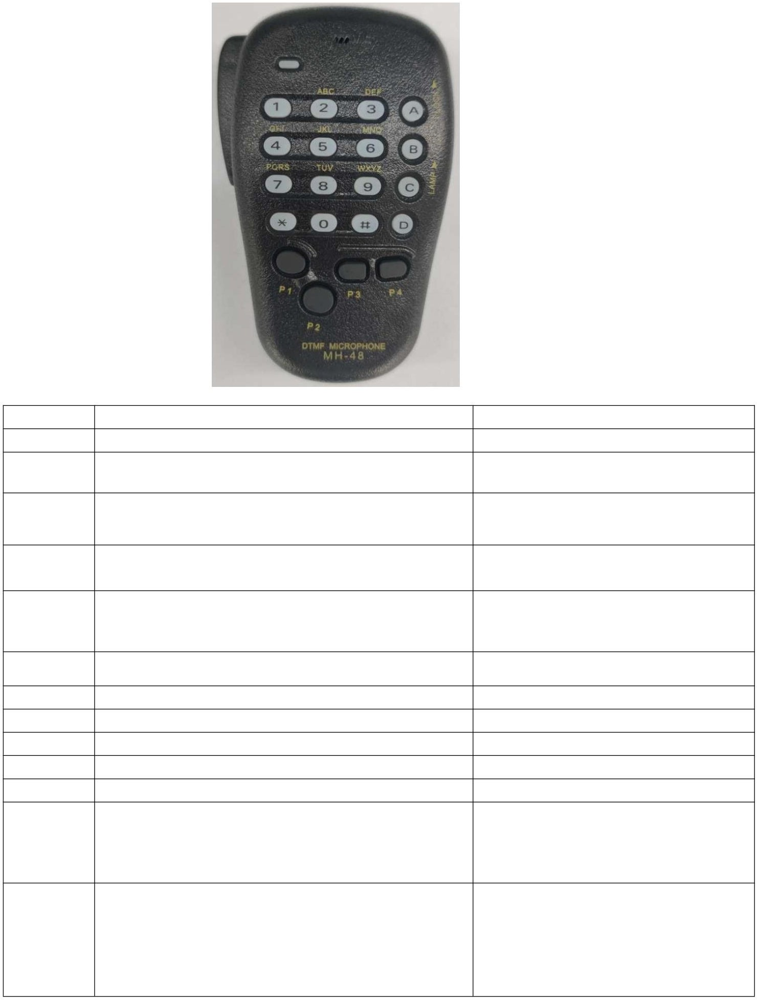 ABC DEF
1 2 3 A
JKL MNO
4 5 6 B
PQRS TUV WXYZ
7 8 9 C
LAMP
* 0 # D
P1 P3 P4
P2
DTMF MICROPHONE
MH-48